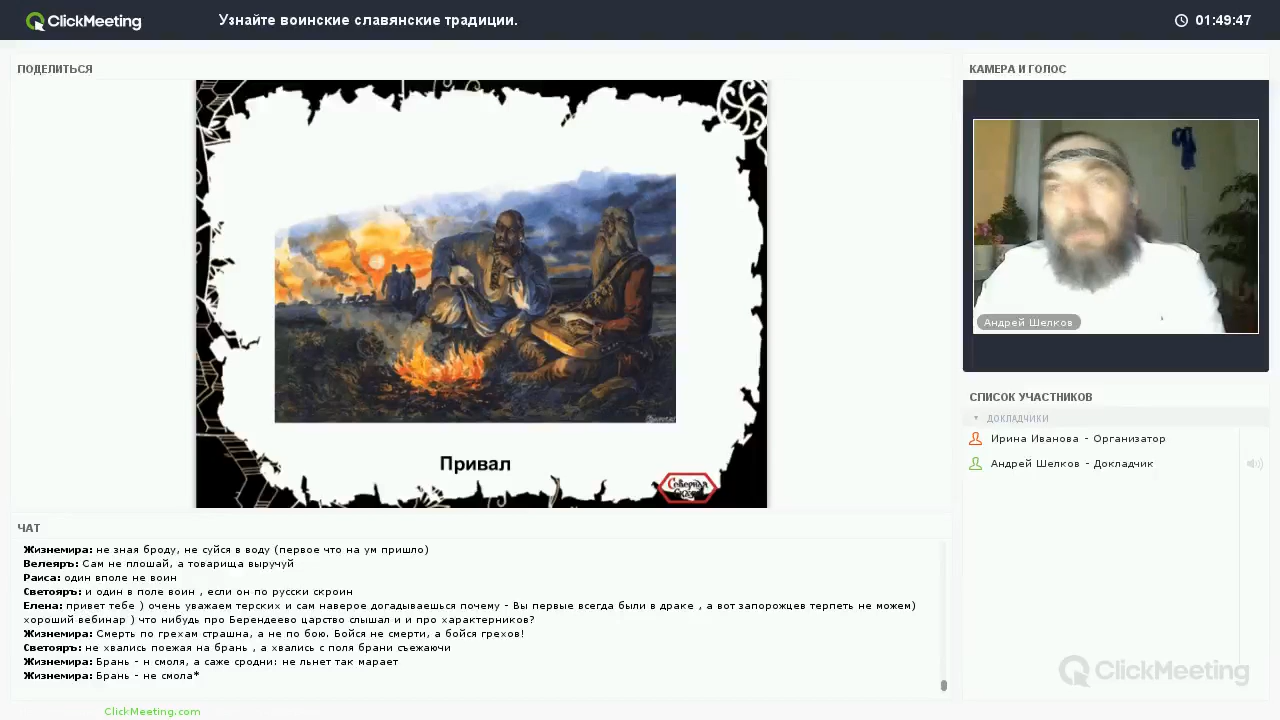 ClickMeeting
Узнайте воинские славянские традиции.
01:49:47
ПОДЕЛИТЬСЯ
КАМЕРА И ГОЛОС
Андрей Шелков
Привал
Северная
СПИСОК УЧАСТНИКОВ
ДОКЛАДЧИКИ
Ирина Иванова - Организатор
Андрей Шелков - Докладчик
ЧАТ
Жизнемира: не зная броду, не суйся в воду (первое что на ум пришло)
Велеяръ: Сам не плошай, а товарища выручуй
Раиса: один вполе не воин
Светояръ: и один в поле воин , если он по русски скроин
Елена: привет тебе ) очень уважаем терских и сам наверое догадываешься почему - Вы первые всегда были в драке , а вот запорожцев терпеть не можем)
хороший вебинар ) что нибудь про Берендеево царство слышал и и про характерников?
Жизнемира: Смерть по грехам страшна, а не по бою. Бойся не смерти, а бойся грехов!
Светояръ: не хвались поежая на брань , а хвались с поля брани съежаючи
Жизнемира: Брань - н смоля, а саже сродни: не льнет так марает
Жизнемира: Брань - не смола*
ClickMeeting
ClickMeeting.com